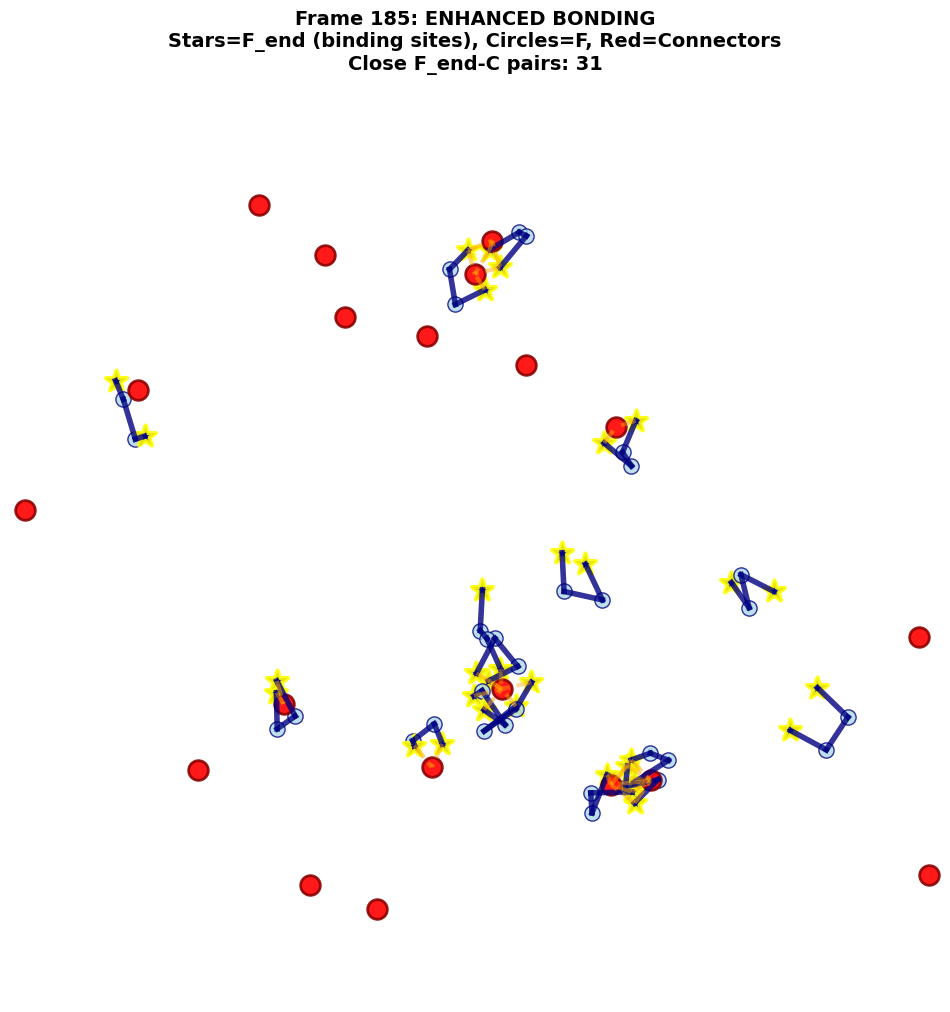 Frame 185: ENHANCED BONDING
Stars=F_end (binding sites), Circles=F, Red=Connectors
Close F_end-C pairs: 31